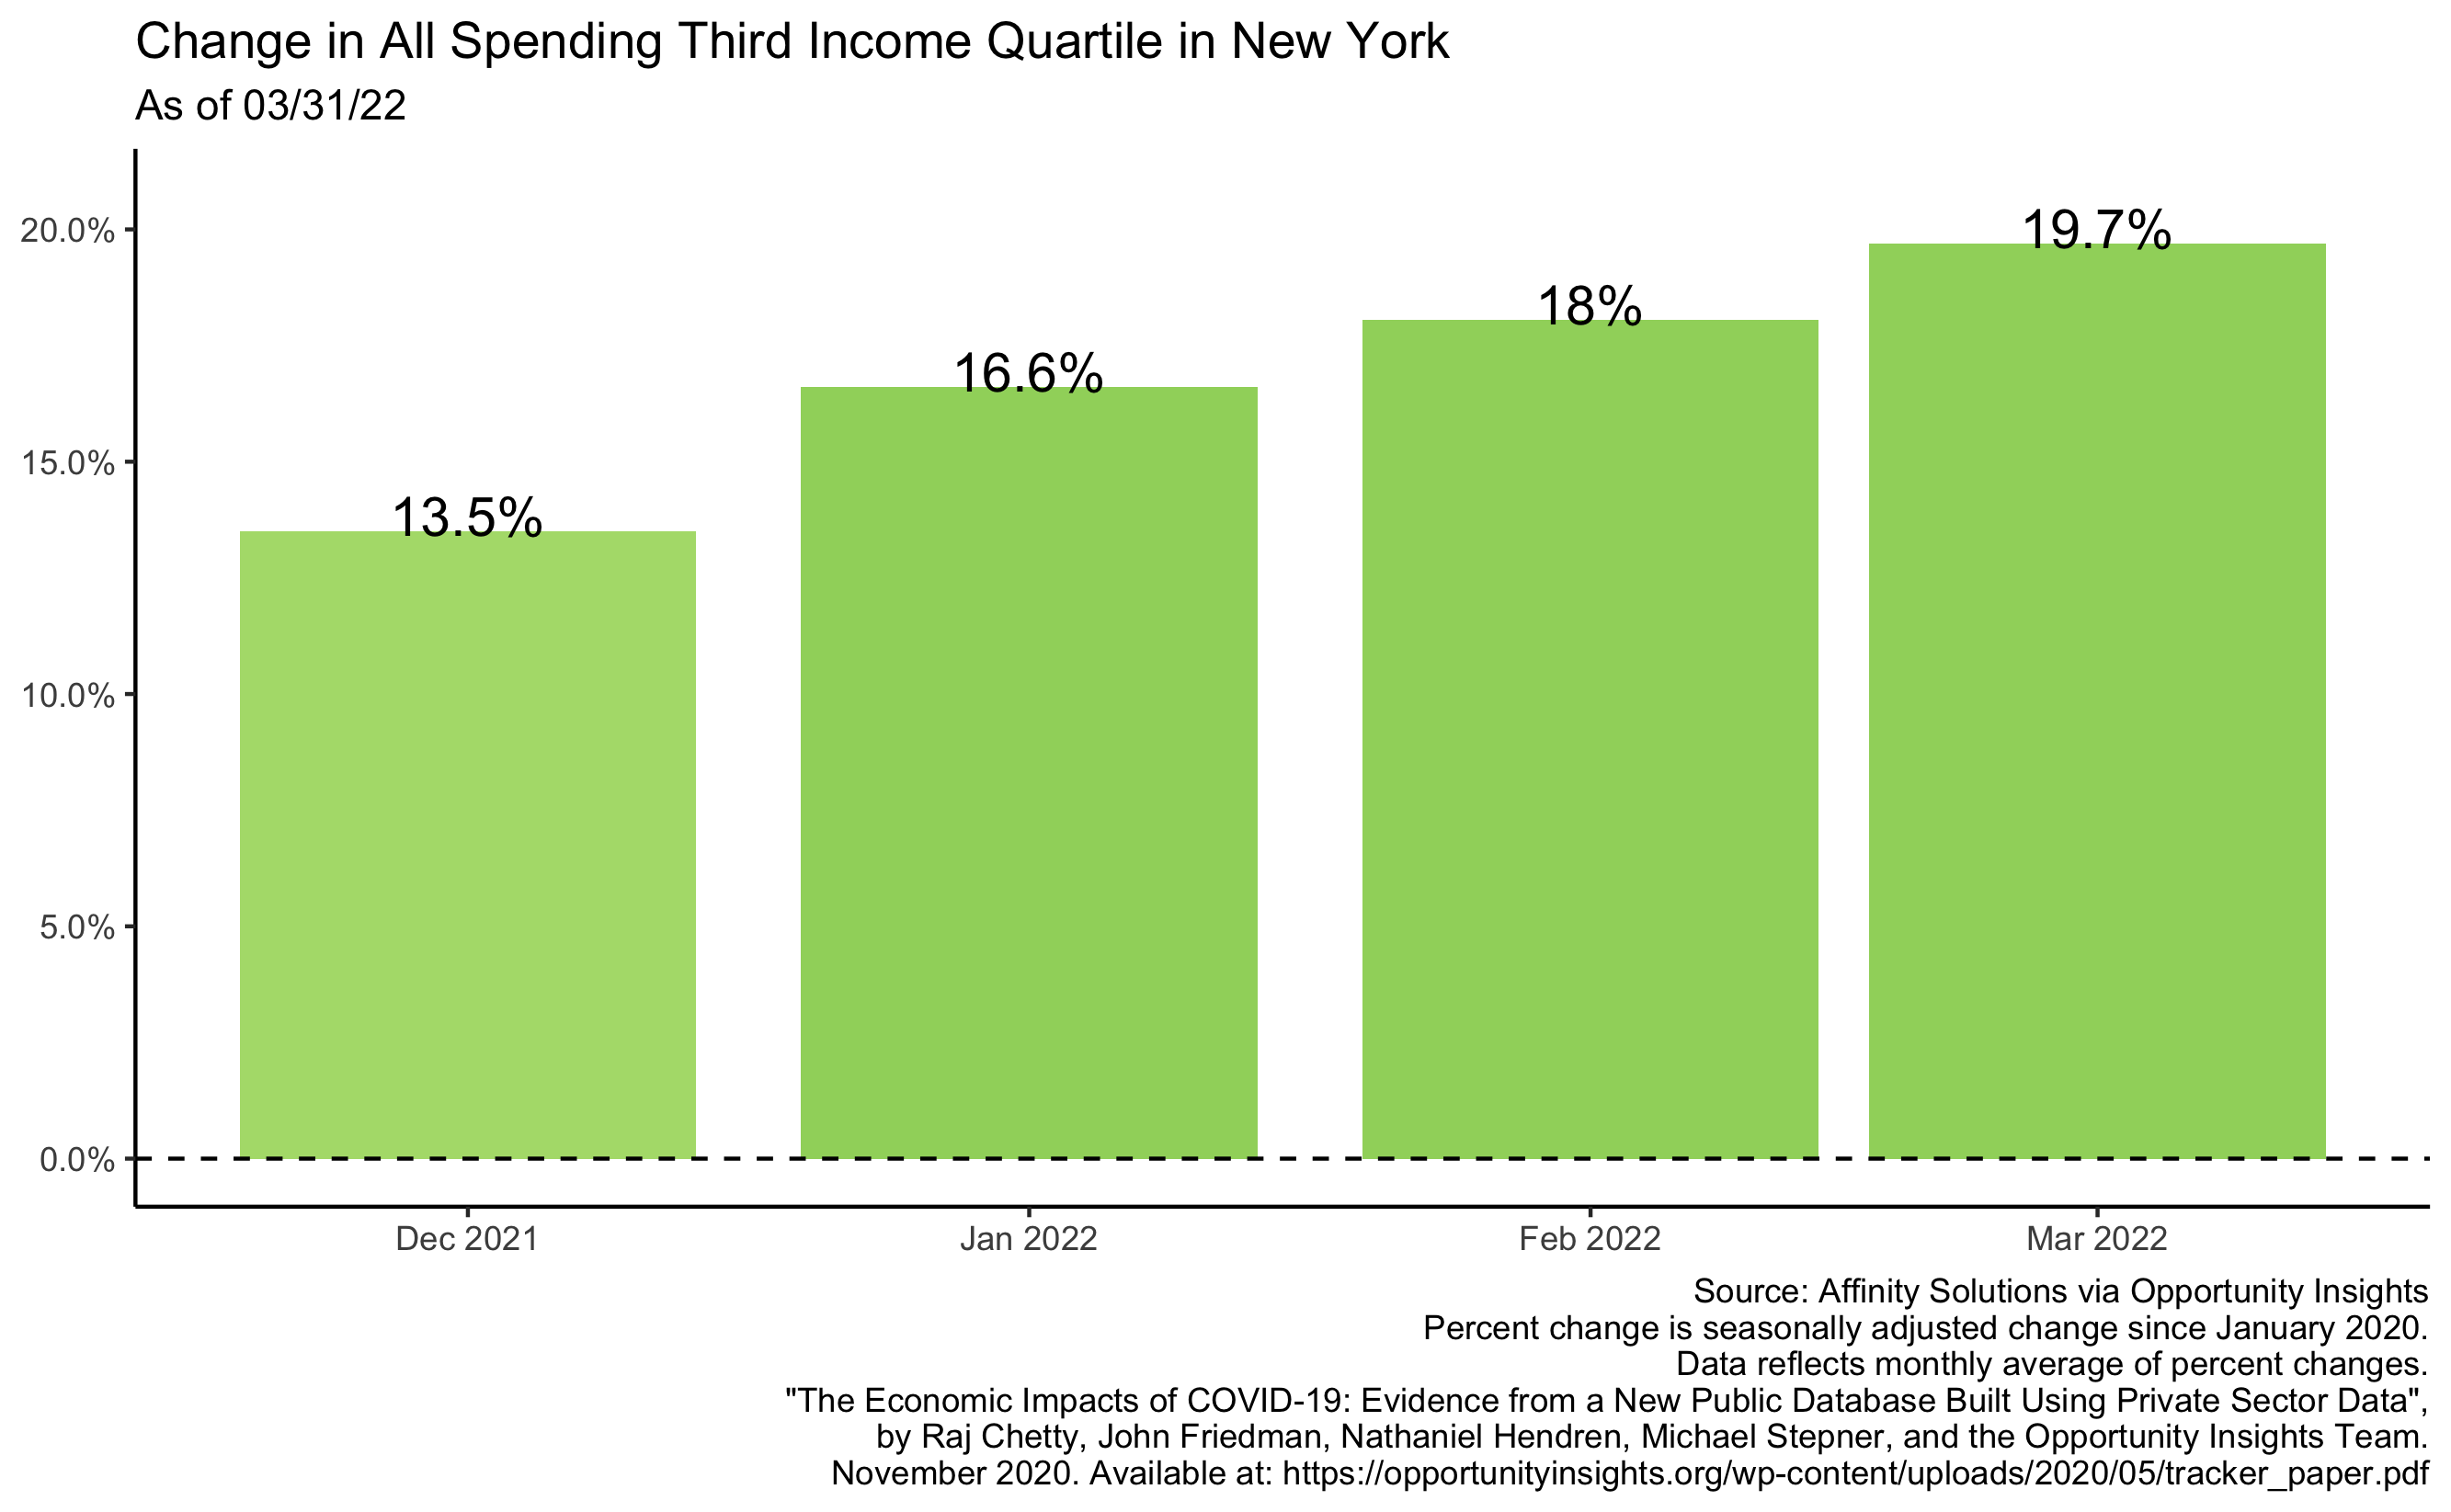 Change in All Spending Third Income Quartile in New York
As of 03/31/22
20.0%
15.0%
10.0%
5.0%
0.0%
13.5%
16.6%
18%
19.7%
Dec 2021
Jan 2022
Feb 2022
Mar 2022
Source: Affinity Solutions via Opportunity Insights
Percent change is seasonally adjusted change since January 2020.
Data reflects monthly average of percent changes.
"The Economic Impacts of COVID-19: Evidence from a New Public Database Built Using Private Sector Data",
by Raj Chetty, John Friedman, Nathaniel Hendren, Michael Stepner, and the Opportunity Insights Team.
November 2020. Available at: https://opportunityinsights.org/wp-content/uploads/2020/05/tracker_paper.pdf